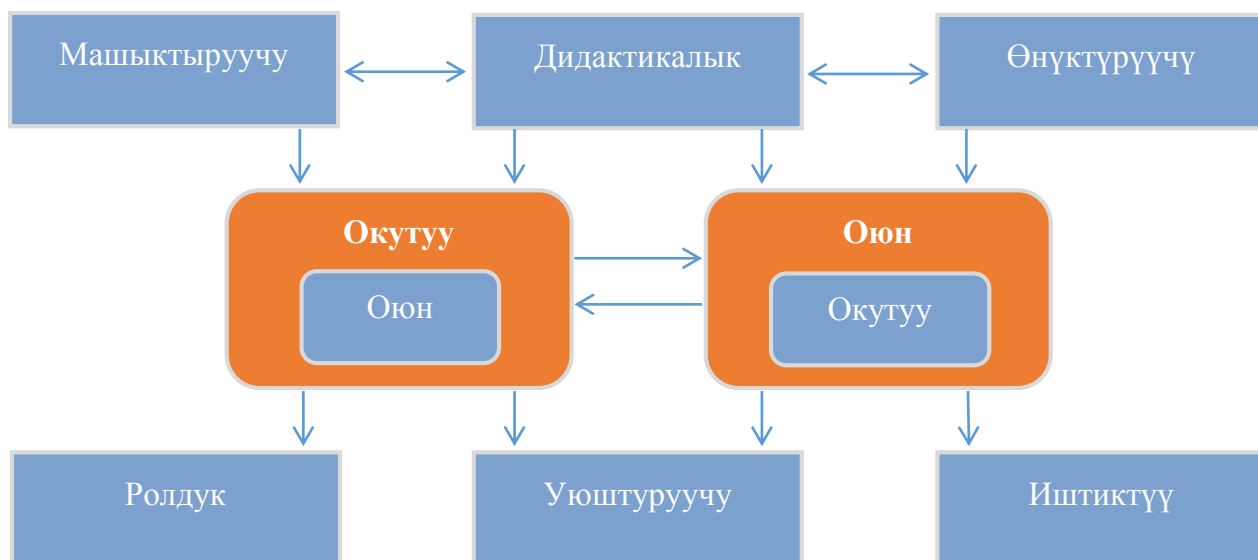 Машыктыруучу
Дидактикалык
Өнүктүрүүчү
Окутуу
Оюн
Оюн
Окутуу
Ролдук
Уюштуруучу
Иштиктүү